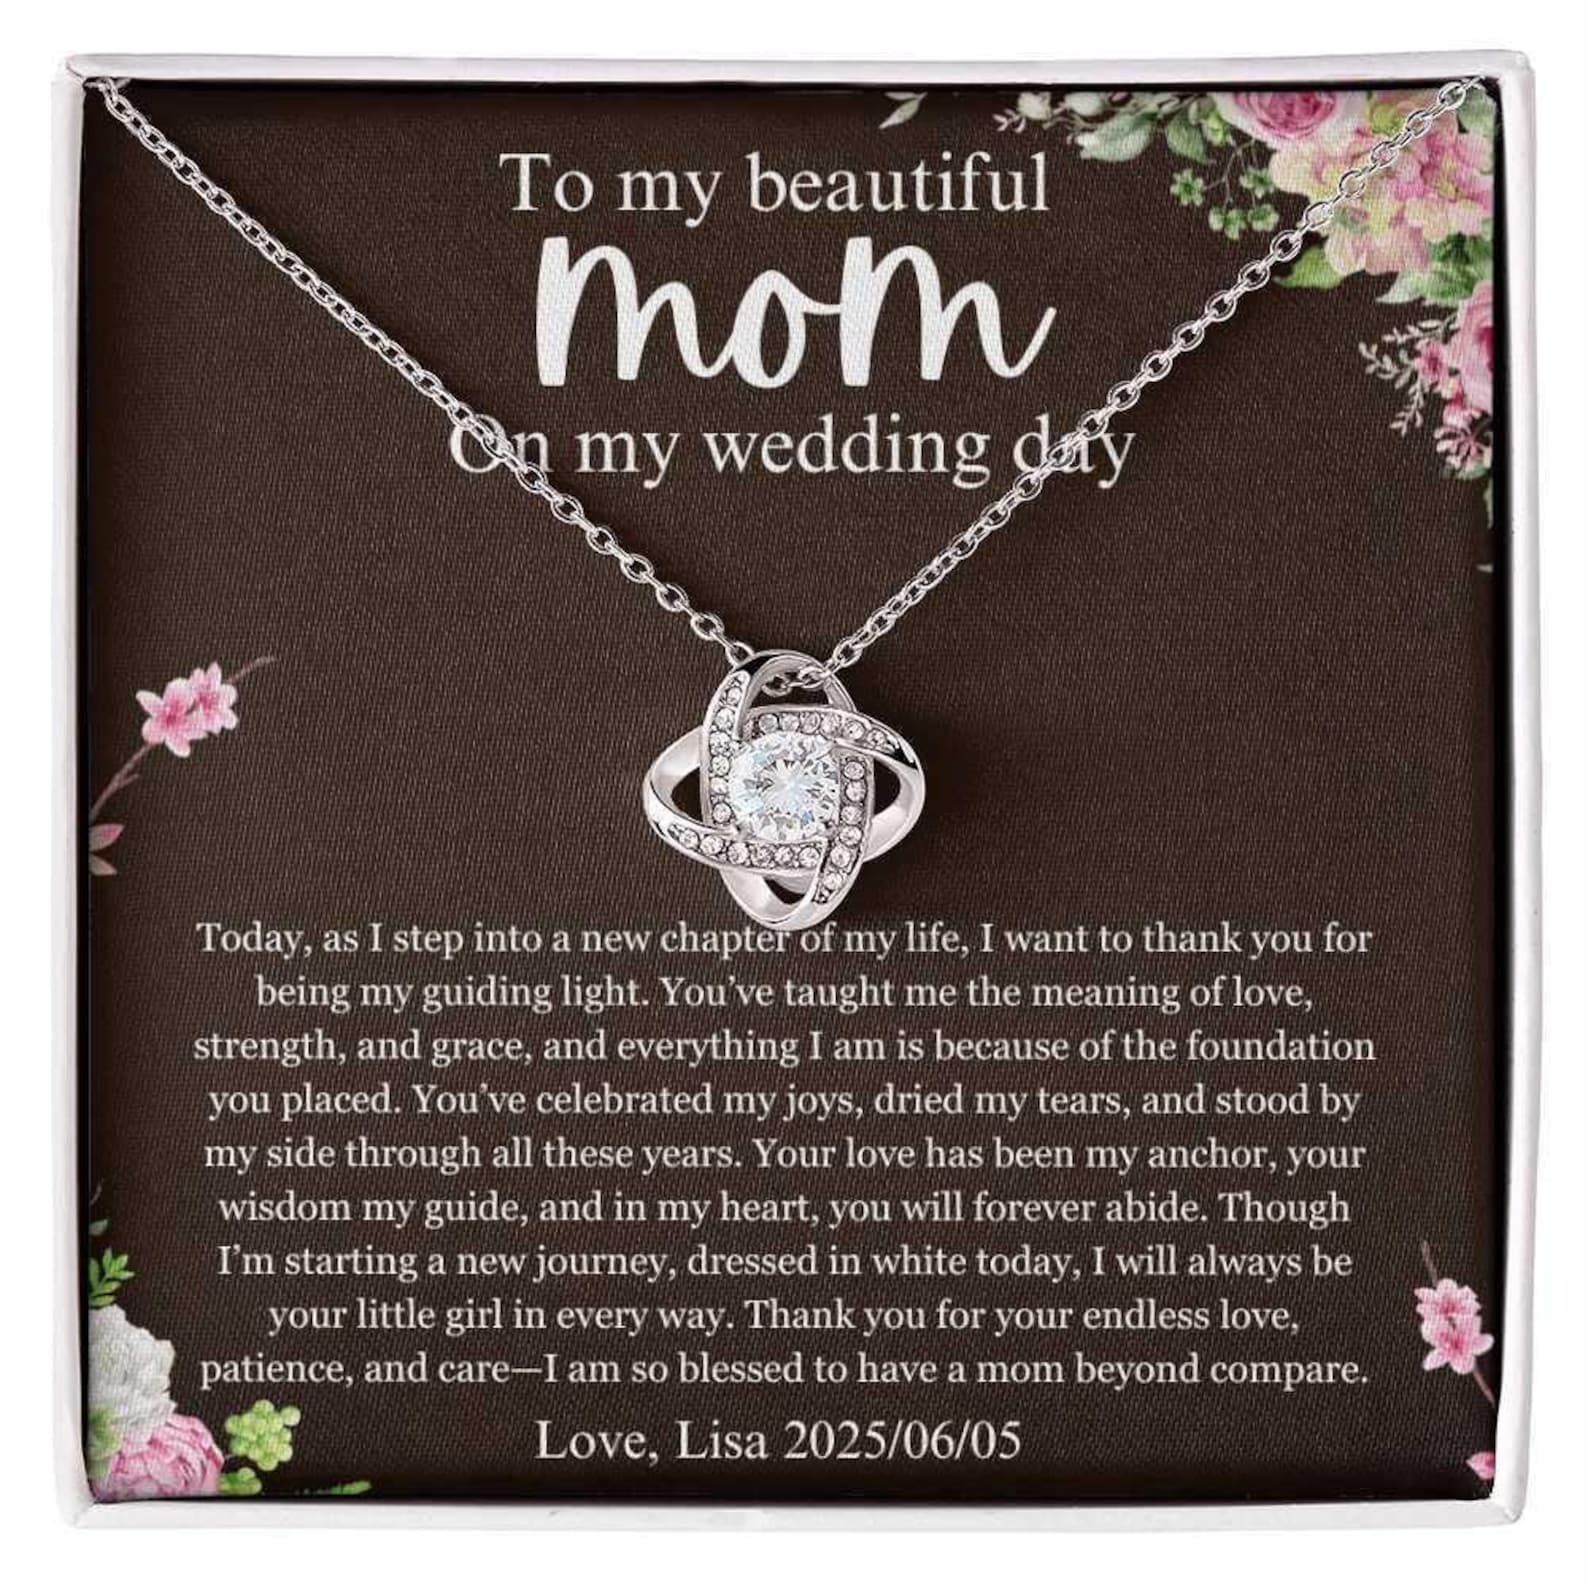 To my beautiful
mom
On my wedding day
Today, as I step into a new chapter of my life, I want to thank you for
being my guiding light. You’ve taught me the meaning of love,
strength, and grace, and everything I am is because of the foundation
you placed. You’ve celebrated my joys, dried my tears, and stood by
my side through all these years. Your love has been my anchor, your
wisdom my guide, and in my heart, you will forever abide. Though
I’m starting a new journey, dressed in white today, I will always be
your little girl in every way. Thank you for your endless love,
patience, and care—I am so blessed to have a mom beyond compare.
Love, Lisa 2025/06/05